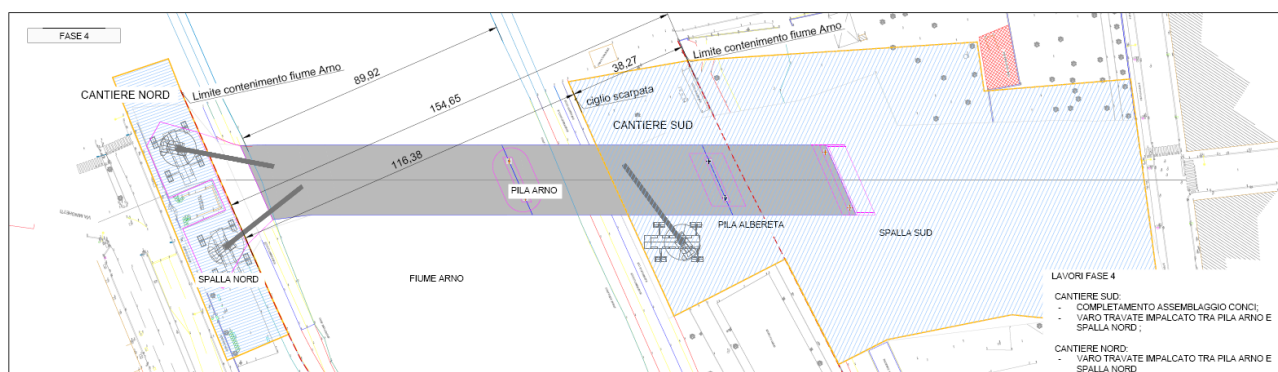 FASE 4
CANTIERE NORD
Limite contenimento fiume Arno
89,92
154,65
116,38
38,27
Limite contenimento fiume Arno
ciglio scarpata
CANTIERE SUD
PILA ARNO
PILA ALBERETA
SPALLA SUD
SPALLA NORD
FIUME ARNO
LAVORI FASE 4
CANTIERE SUD:
- COMPLETAMENTO ASSEMBLAGGIO CONCI;
- VARO TRAVATE IMPALCATO TRA PILA ARNO E
SPALLA NORD ;
CANTIERE NORD:
- VARO TRAVATE IMPALCATO TRA PILA ARNO E
SPALLA NORD